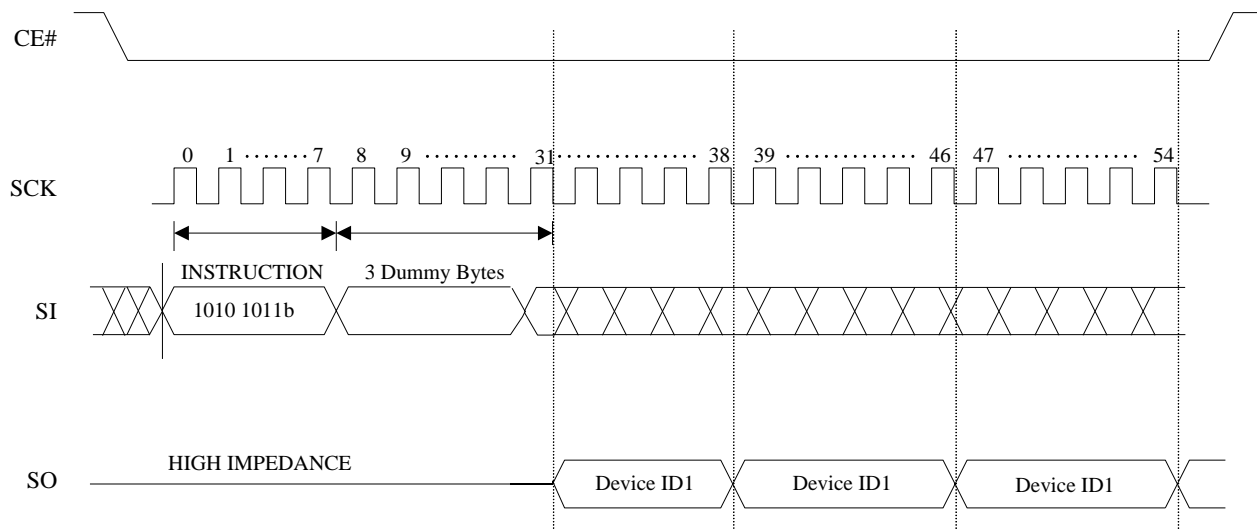 CE#
0 1 ······· 7 8 9 ·········· 31 ················ 38 39 ·············· 46 47 ············ 54
SCK
INSTRUCTION 3 Dummy Bytes
SI 1010 1011b
HIGH IMPEDANCE
SO Device ID1 Device ID1 Device ID1